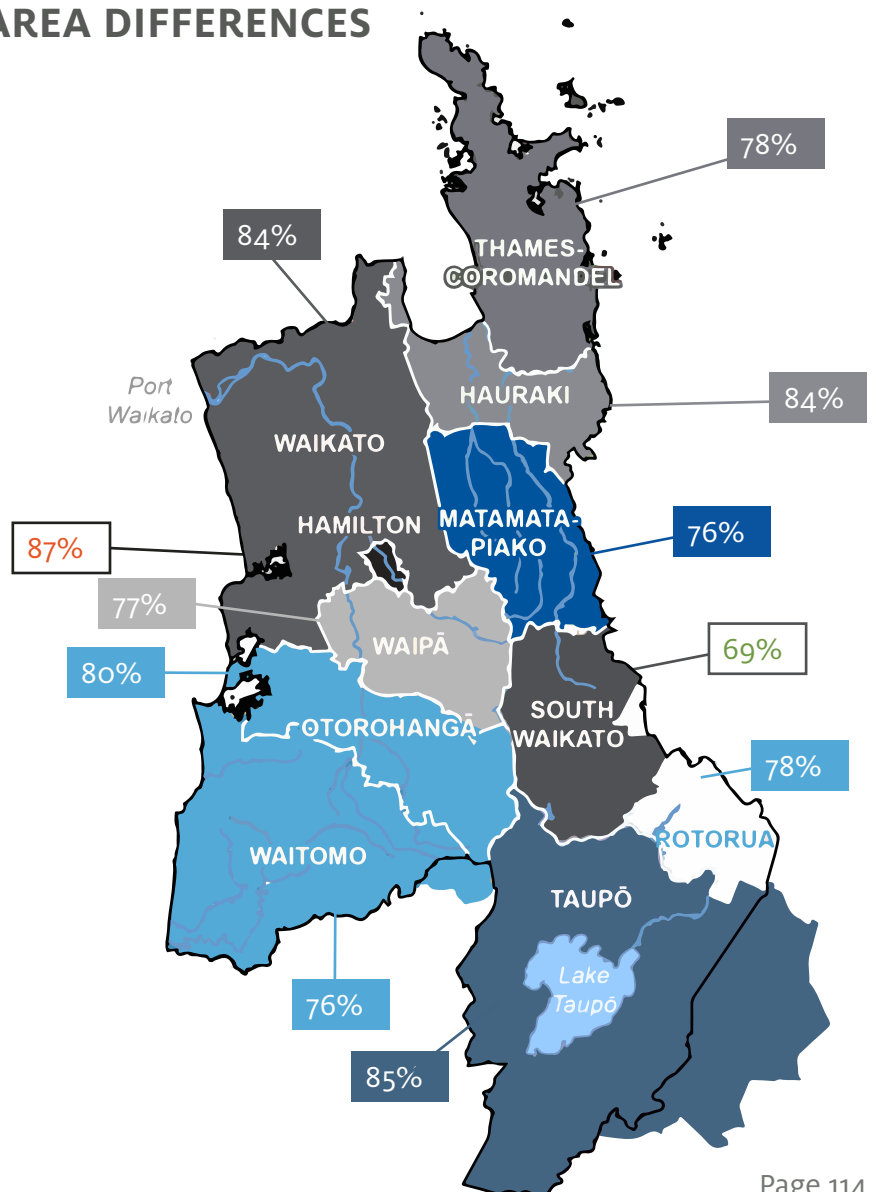 AREA DIFFERENCES
78%
84%
THAMES-
COROMANDEL
Port
Waikato
HAURAKI
84%
WAIKATO
HAMILTON
MATAMATA-
PIAKO
76%
87%
77%
WAIPĀ
69%
80%
SOUTH
WAIKATO
OTOROHANGĀ
78%
WAITOMO
ROTORUA
TAUPŌ
Lake
Taupō
76%
85%
Page 114